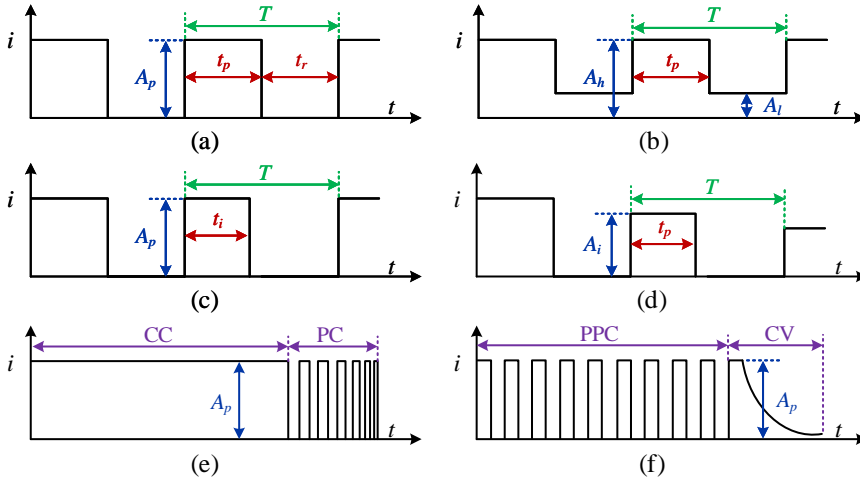 i
A_p
T
t_p
t_r
t
(a)
i
A_h
T
t_p
A_l
t
(b)
i
A_p
T
t_i
t
(c)
i
A_i
T
t_p
t
(d)
CC
PC
i
A_p
t
(e)
PPC
CV
i
A_p
t
(f)